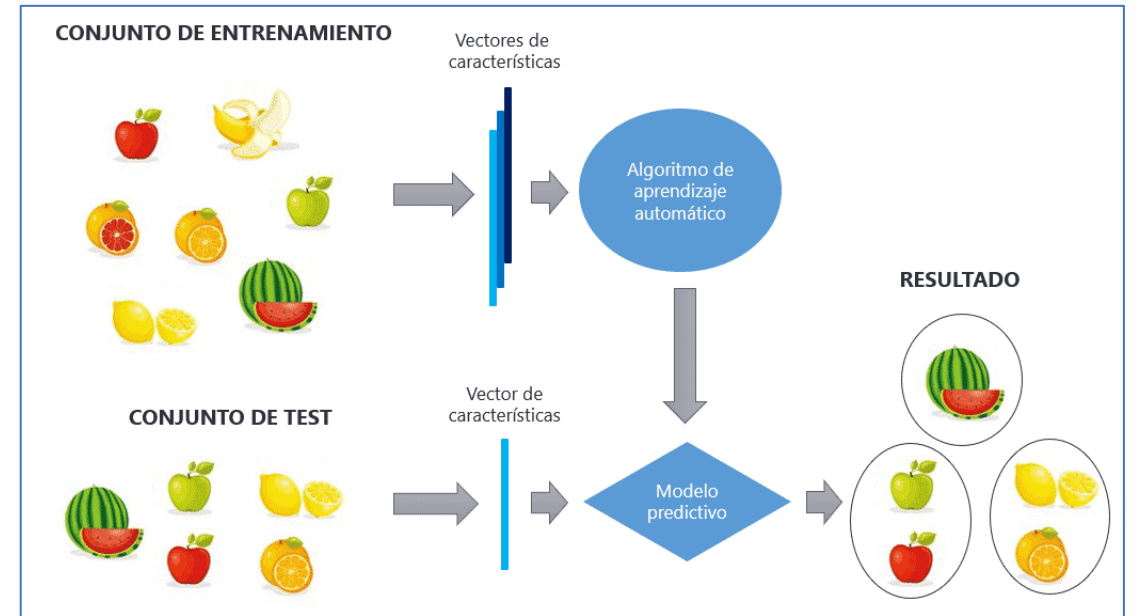 CONJUNTO DE ENTRENAMIENTO
Vectores de
características
Algoritmo de
aprendizaje
automático
RESULTADO
CONJUNTO DE TEST
Vector de
características
Modelo
predictivo